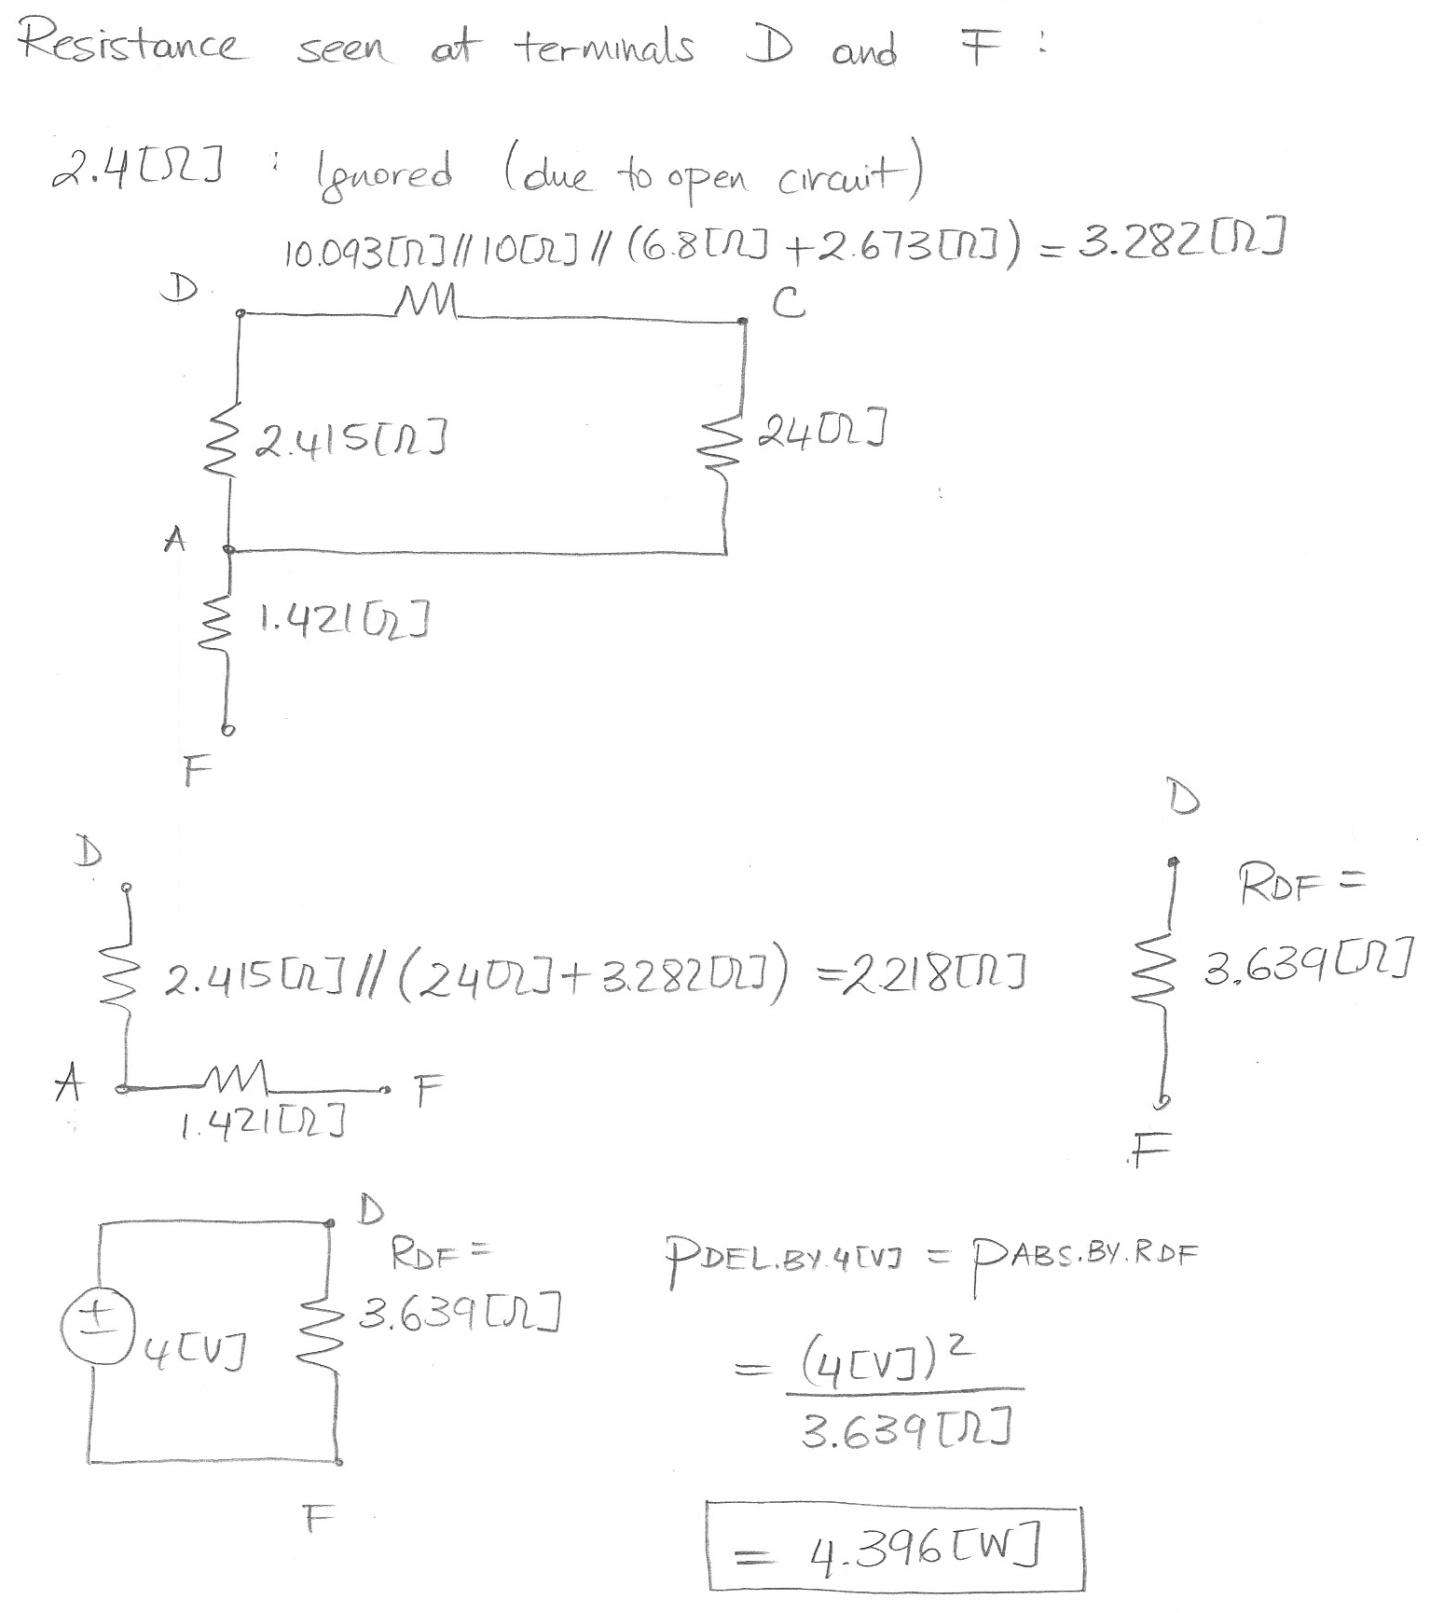 Resistance seen at terminals D and F :
2.4[Ω] : Ignored (due to open circuit)
10.093[Ω]//10[Ω]//(6.8[Ω]+2.673[Ω]) = 3.282[Ω]
D
C
2.415[Ω]
24[Ω]
A
1.421[Ω]
F
D
2.415[Ω]//(24[Ω]+3.282[Ω]) =2.218[Ω]
A
F
1.421[Ω]
D
RDF =
3.639[Ω]
F
D
RDF =
3.639[Ω]
±
4[V]
F
PDEL.BY.4[V] = PABS.BY.RDF
= (4[V])²
3.639[Ω]
= 4.396[W]